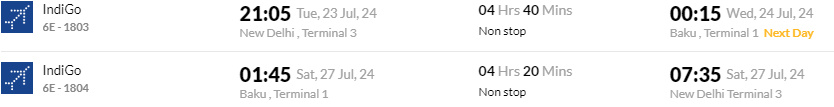 IndiGo 21:05 Tue, 23 Jul, 24 04 Hrs 40 Mins 00:15 Wed, 24 Jul, 24
6E - 1803 New Delhi , Terminal 3 Non stop Baku , Terminal 1 Next Day
IndiGo 01:45 Sat, 27 Jul, 24 04 Hrs 20 Mins 07:35 Sat, 27 Jul, 24
6E - 1804 Baku , Terminal 1 Non stop New Delhi Terminal 3